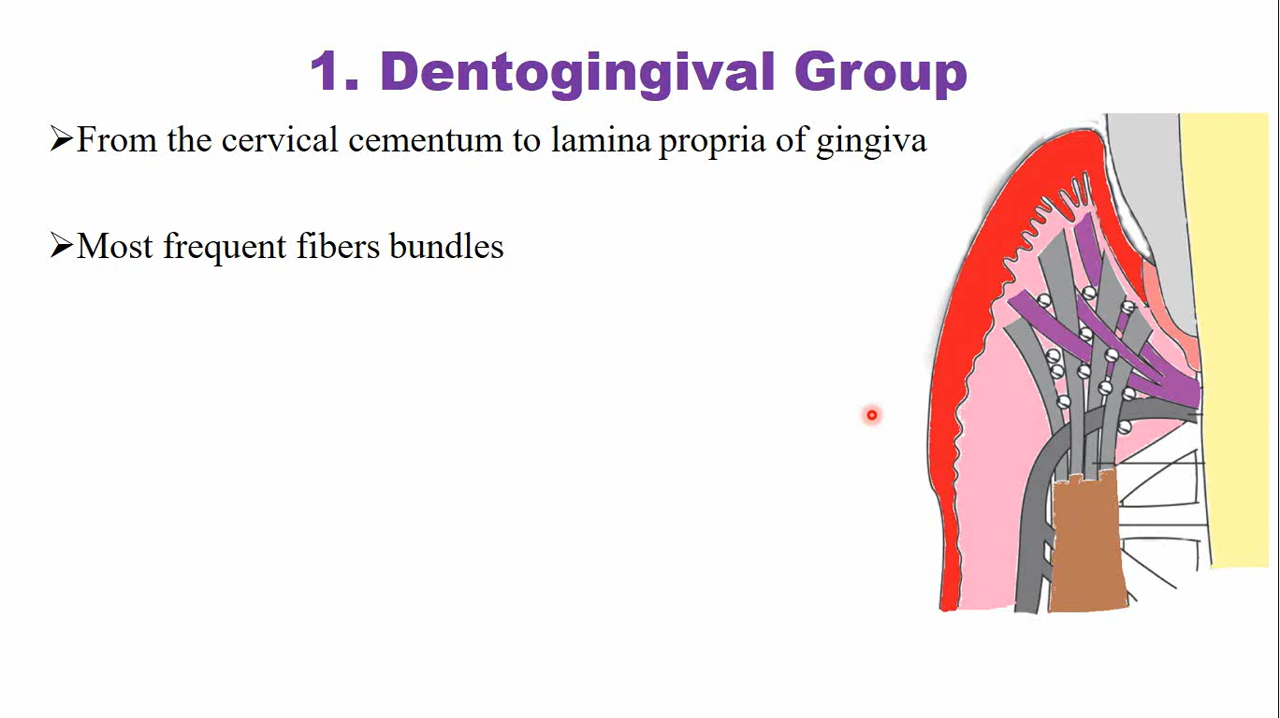 1. Dentogingival Group
➢From the cervical cementum to lamina propria of gingiva
➢Most frequent fibers bundles